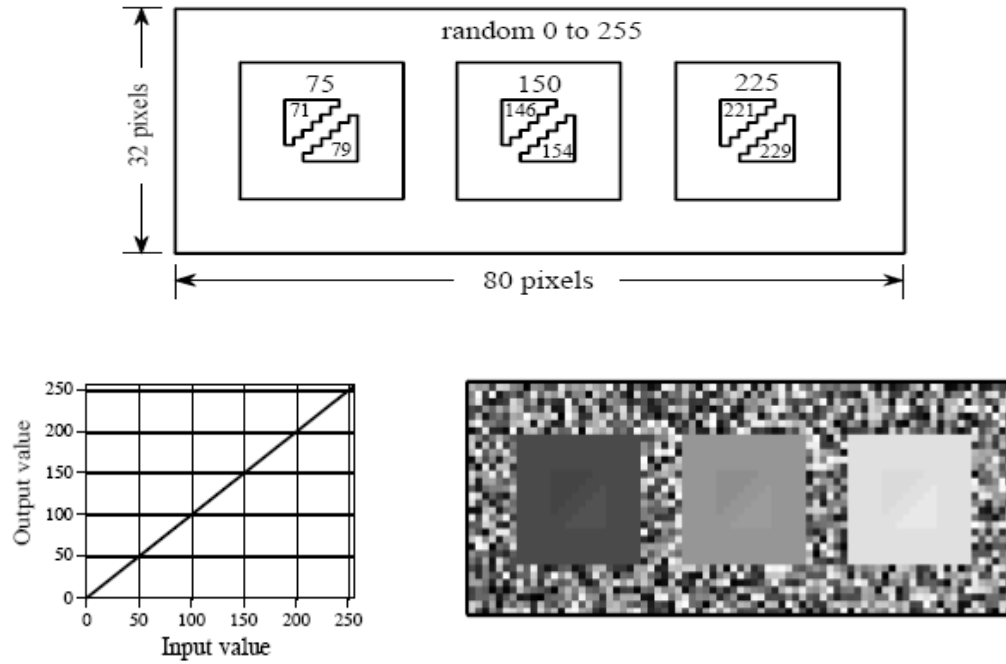 random 0 to 255
75 150 225
71 146 221
79 154 229
32 pixels
80 pixels
Output value
250
200
150
100
50
0
0 50 100 150 200 250
Input value